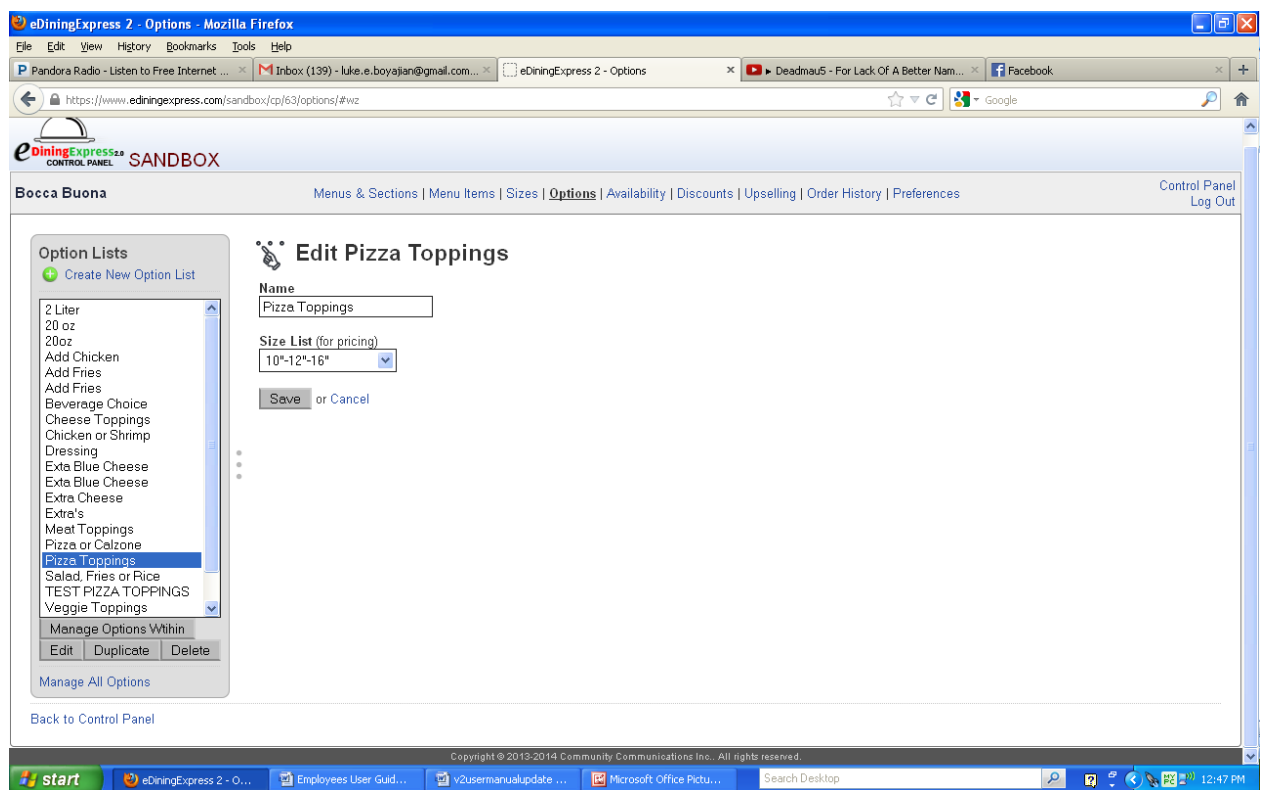 eDiningExpress 2 - Options - Mozilla Firefox
File Edit View History Bookmarks Tools Help
Pandora Radio - Listen to Free Internet ...
Inbox (139) - luke.e.boyajian@gmail.com...
eDiningExpress 2 - Options
► Deadmau5 - For Lack Of A Better Nam...
Facebook
https://www.ediningexpress.com/sandbox/cp/63/options/#wz
Google
eDiningExpress 2.0
CONTROL PANEL
SANDBOX
Bocca Buona
Menus & Sections | Menu Items | Sizes | Options | Availability | Discounts | Upselling | Order History | Preferences
Control Panel
Log Out
Option Lists
Create New Option List
2 Liter
20 oz
20oz
Add Chicken
Add Fries
Add Fries
Beverage Choice
Cheese Toppings
Chicken or Shrimp
Dressing
Exta Blue Cheese
Exta Blue Cheese
Extra Cheese
Extra's
Meat Toppings
Pizza or Calzone
Pizza Toppings
Salad, Fries or Rice
TEST PIZZA TOPPINGS
Veggie Toppings
Manage Options Wtihin
Edit Duplicate Delete
Manage All Options
Back to Control Panel
Edit Pizza Toppings
Name
Pizza Toppings
Size List (for pricing)
10"-12"-16"
Save or Cancel
Copyright © 2013-2014 Community Communications Inc.. All rights reserved.
start
eDiningExpress 2 - O...
Employees User Guid...
v2usermanualupdate ...
Microsoft Office Pictu...
Search Desktop
12:47 PM